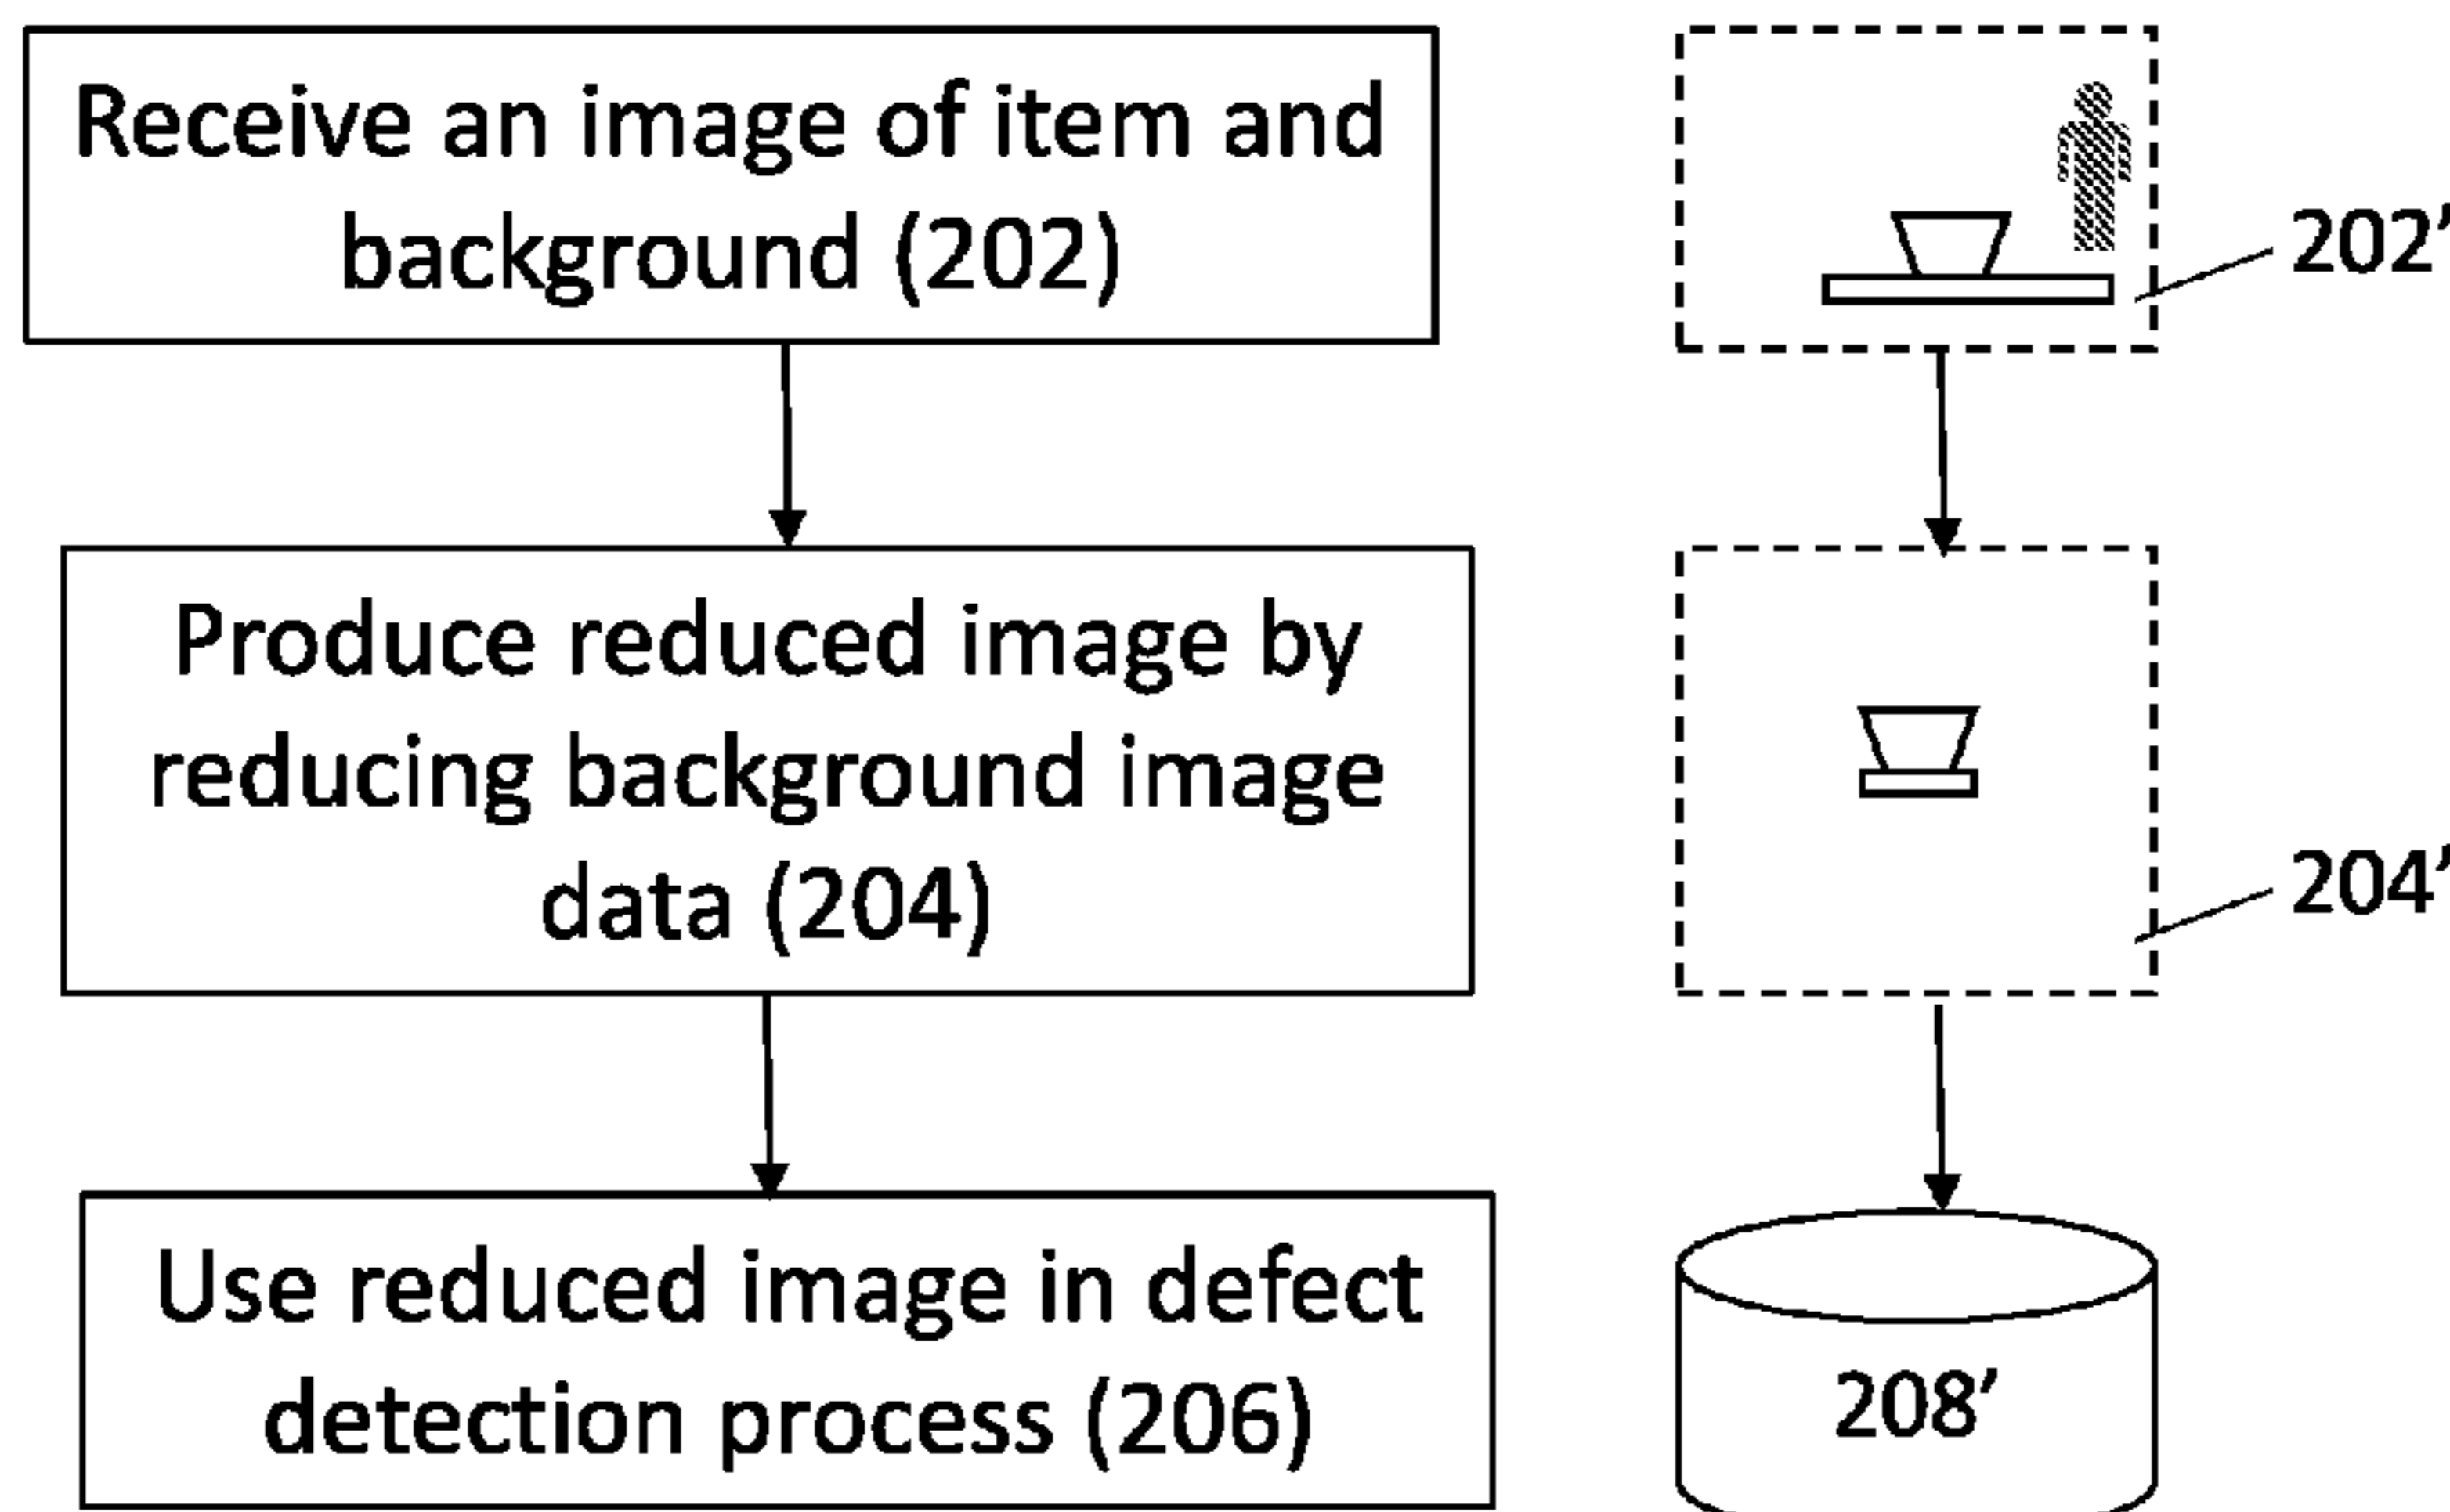 Receive an image of item and
background (202)
202'
Produce reduced image by
reducing background image
data (204)
204'
Use reduced image in defect
detection process (206)
208'